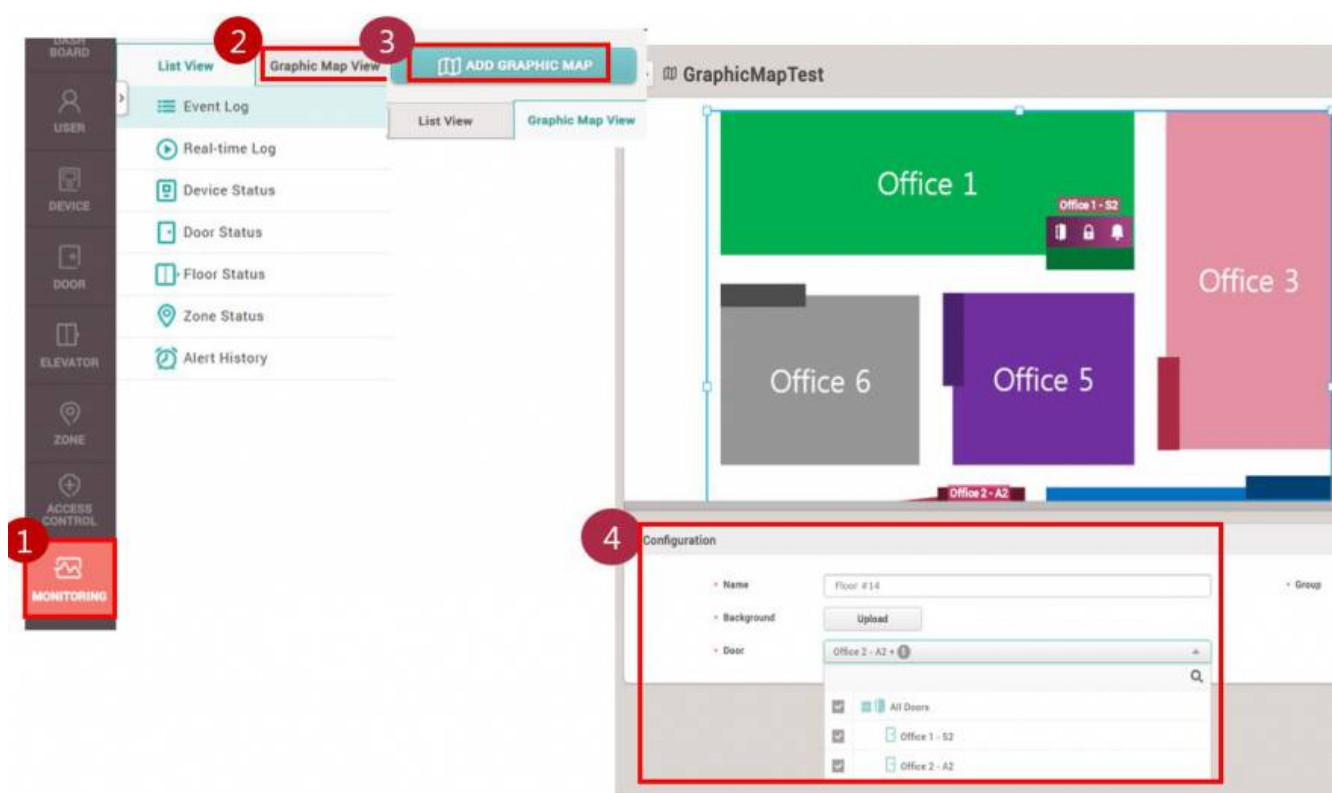 DASH
BOARD
USER
DEVICE
DOOR
ELEVATOR
ZONE
ACCESS
CONTROL
1
MONITORING
2
List View
Graphic Map View
Event Log
Real-time Log
Device Status
Door Status
Floor Status
Zone Status
Alert History
3
ADD GRAPHIC MAP
List View
Graphic Map View
GraphicMapTest
Office 1
Office 1 - S2
Office 3
Office 6
Office 5
Office 2 - A2
4
Configuration
• Name
Floor #14
• Group
• Background
Upload
• Door
Office 2 - A2 + 1
All Doors
Office 1 - S2
Office 2 - A2